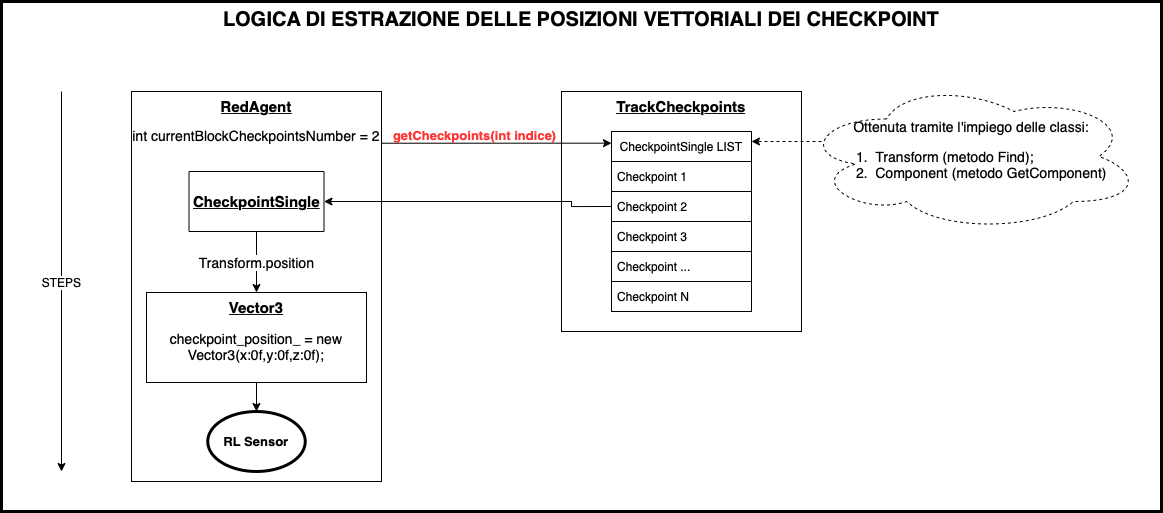 LOGICA DI ESTRAZIONE DELLE POSIZIONI VETTORIALI DEI CHECKPOINT
STEPS
RedAgent
int currentBlockCheckpointsNumber = 2
getCheckpoints(int indice)
CheckpointSingle
Transform.position
Vector3
checkpoint_position_ = new
Vector3(x:0f,y:0f,z:0f);
RL Sensor
TrackCheckpoints
CheckpointSingle LIST
Checkpoint 1
Checkpoint 2
Checkpoint 3
Checkpoint ...
Checkpoint N
Ottenuta tramite l'impiego delle classi:
1. Transform (metodo Find);
2. Component (metodo GetComponent)